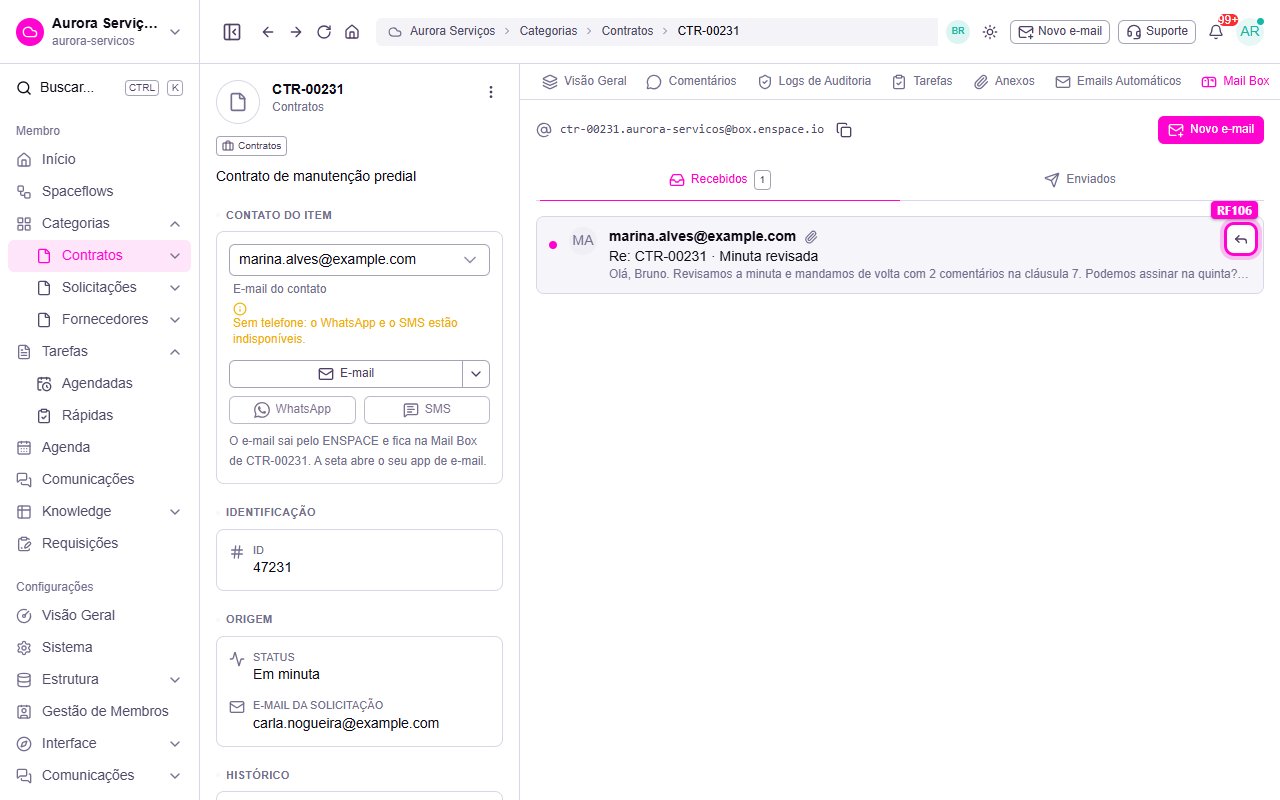 Aurora Serviç...
aurora-servicos
Buscar...
CTRL
K
Membro
Início
Spaceflows
Categorias
Contratos
Solicitações
Fornecedores
Tarefas
Agendadas
Rápidas
Agenda
Comunicações
Knowledge
Requisições
Configurações
Visão Geral
Sistema
Estrutura
Gestão de Membros
Interface
Comunicações
Aurora Serviços
Categorias
Contratos
CTR-00231
BR
Novo e-mail
Suporte
99+
AR
CTR-00231
Contratos
Contratos
Contrato de manutenção predial
CONTATO DO ITEM
marina.alves@example.com
E-mail do contato
Sem telefone: o WhatsApp e o SMS estão
indisponíveis.
E-mail
WhatsApp
SMS
O e-mail sai pelo ENSPACE e fica na Mail Box
de CTR-00231. A seta abre o seu app de e-mail.
IDENTIFICAÇÃO
ID
47231
ORIGEM
STATUS
Em minuta
E-MAIL DA SOLICITAÇÃO
carla.nogueira@example.com
HISTÓRICO
Visão Geral
Comentários
Logs de Auditoria
Tarefas
Anexos
Emails Automáticos
Mail Box
ctr-00231.aurora-servicos@box.enspace.io
Novo e-mail
Recebidos
1
Enviados
RF106
MA
marina.alves@example.com
Re: CTR-00231 · Minuta revisada
Olá, Bruno. Revisamos a minuta e mandamos de volta com 2 comentários na cláusula 7. Podemos assinar na quinta?...